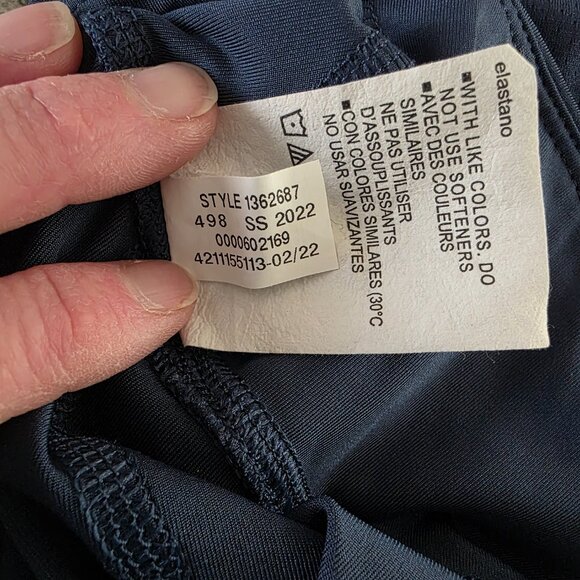 STYLE 1362687
498 SS 2022
0000602169
4211155113-02/22
elastano
▪WITH LIKE COLORS. DO
NOT USE SOFTENERS
▪AVEC DES COULEURS
SIMILAIRES
NE PAS UTILISER
D'ASSOUPLISSANTS
▪CON COLORES SIMILARES (30°C
NO USAR SUAVIZANTES